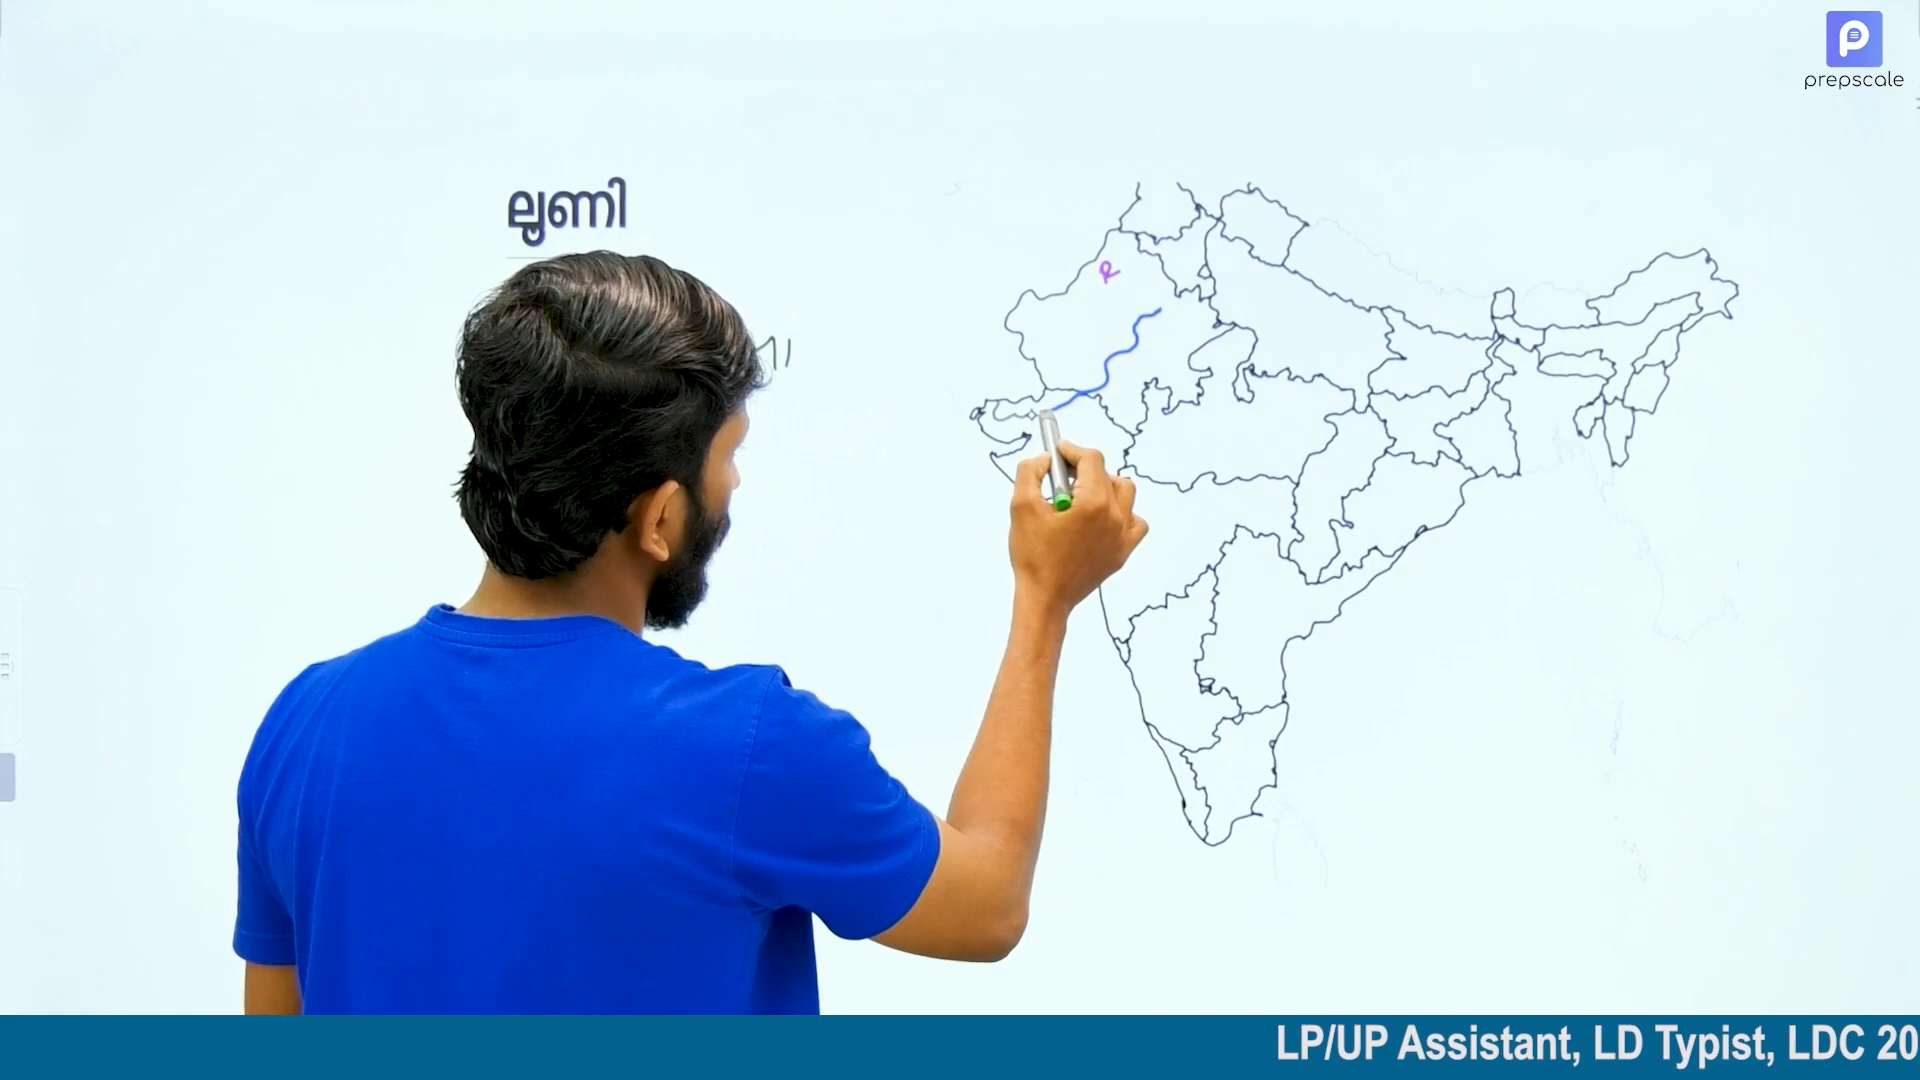 prepscale
ലൂണി
R
LP/UP Assistant, LD Typist, LDC 20